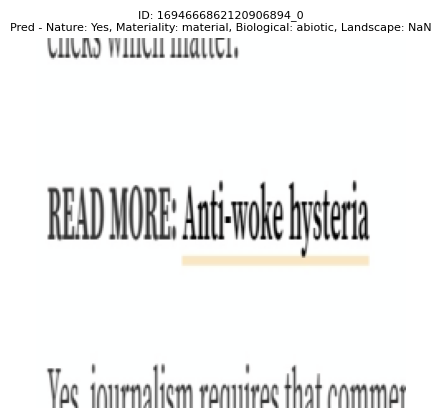 ID: 1694666862120906894_0
Pred - Nature: Yes, Materiality: material, Biological: abiotic, Landscape: NaN
clicks which matter.
READ MORE: Anti-woke hysteria
Yes, journalism requires that commer